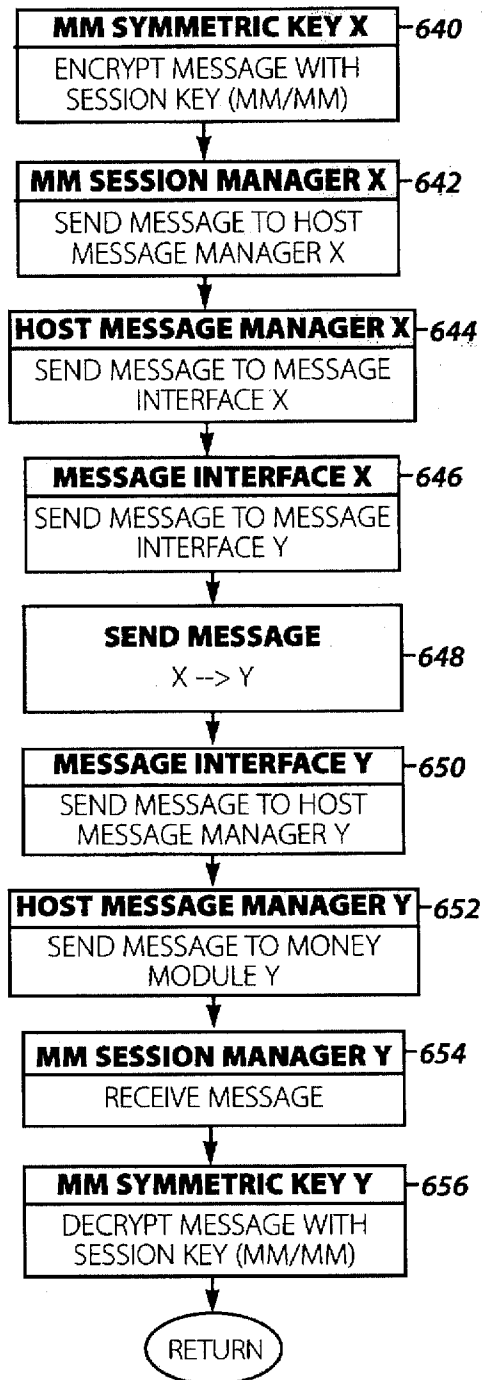 MM SYMMETRIC KEY X 640
ENCRYPT MESSAGE WITH
SESSION KEY (MM/MM)
MM SESSION MANAGER X 642
SEND MESSAGE TO HOST
MESSAGE MANAGER X
HOST MESSAGE MANAGER X 644
SEND MESSAGE TO MESSAGE
INTERFACE X
MESSAGE INTERFACE X 646
SEND MESSAGE TO MESSAGE
INTERFACE Y
SEND MESSAGE
648
X --> Y
MESSAGE INTERFACE Y 650
SEND MESSAGE TO HOST
MESSAGE MANAGER Y
HOST MESSAGE MANAGER Y 652
SEND MESSAGE TO MONEY
MODULE Y
MM SESSION MANAGER Y 654
RECEIVE MESSAGE
MM SYMMETRIC KEY Y 656
DECRYPT MESSAGE WITH
SESSION KEY (MM/MM)
RETURN